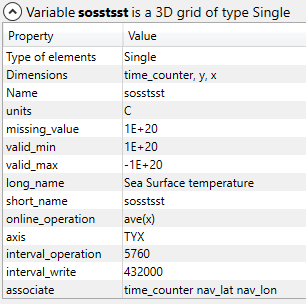 Variable sosstsst is a 3D grid of type Single
Property Value
Type of elements Single
Dimensions time_counter, y, x
Name sosstsst
units C
missing_value 1E+20
valid_min 1E+20
valid_max -1E+20
long_name Sea Surface temperature
short_name sosstsst
online_operation ave(x)
axis TYX
interval_operation 5760
interval_write 432000
associate time_counter nav_lat nav_lon